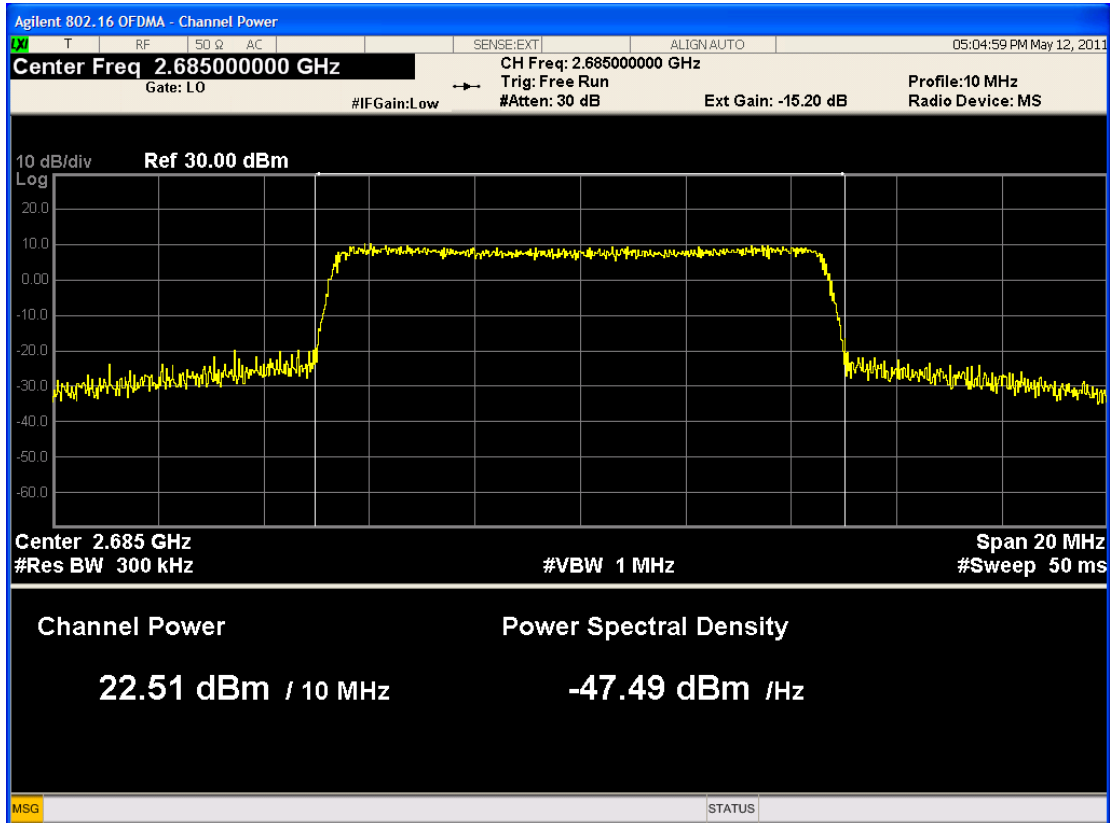 Agilent 802.16 OFDMA - Channel Power
LXI T RF 50 Ω AC SENSE:EXT ALIGN AUTO 05:04:59 PM May 12, 2011
Center Freq 2.685000000 GHz
Gate: LO
#IFGain:Low
CH Freq: 2.685000000 GHz
Trig: Free Run
#Atten: 30 dB
Ext Gain: -15.20 dB
Profile:10 MHz
Radio Device: MS
10 dB/div Ref 30.00 dBm
Log
20.0
10.0
0.00
-10.0
-20.0
-30.0
-40.0
-50.0
-60.0
Center 2.685 GHz Span 20 MHz
#Res BW 300 kHz #VBW 1 MHz #Sweep 50 ms
Channel Power Power Spectral Density
22.51 dBm / 10 MHz -47.49 dBm /Hz
MSG STATUS